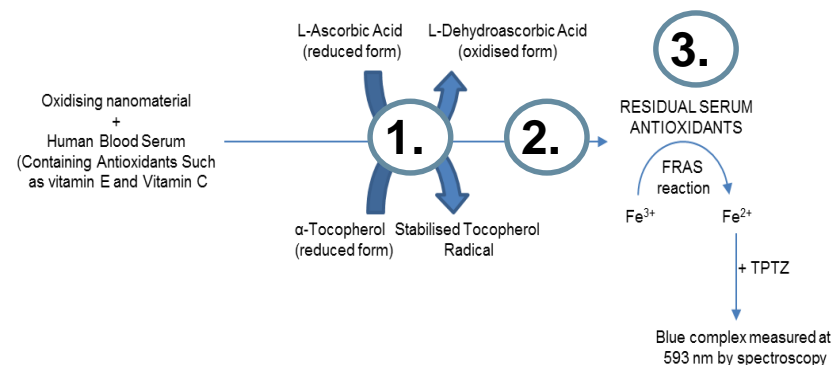 Oxidising nanomaterial
+
Human Blood Serum
(Containing Antioxidants Such
as vitamin E and Vitamin C
L-Ascorbic Acid
(reduced form)
L-Dehydroascorbic Acid
(oxidised form)
1.
α-Tocopherol
(reduced form)
Stabilised Tocopherol
Radical
2.
3.
RESIDUAL SERUM
ANTIOXIDANTS
FRAS
reaction
Fe³⁺
Fe²⁺
+ TPTZ
Blue complex measured at
593 nm by spectroscopy